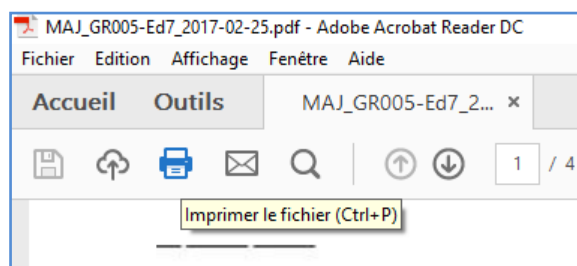 MAJ_GR005-Ed7_2017-02-25.pdf - Adobe Acrobat Reader DC
Fichier Edition Affichage Fenêtre Aide
Accueil Outils MAJ_GR005-Ed7_2... ×
1 / 4
Imprimer le fichier (Ctrl+P)